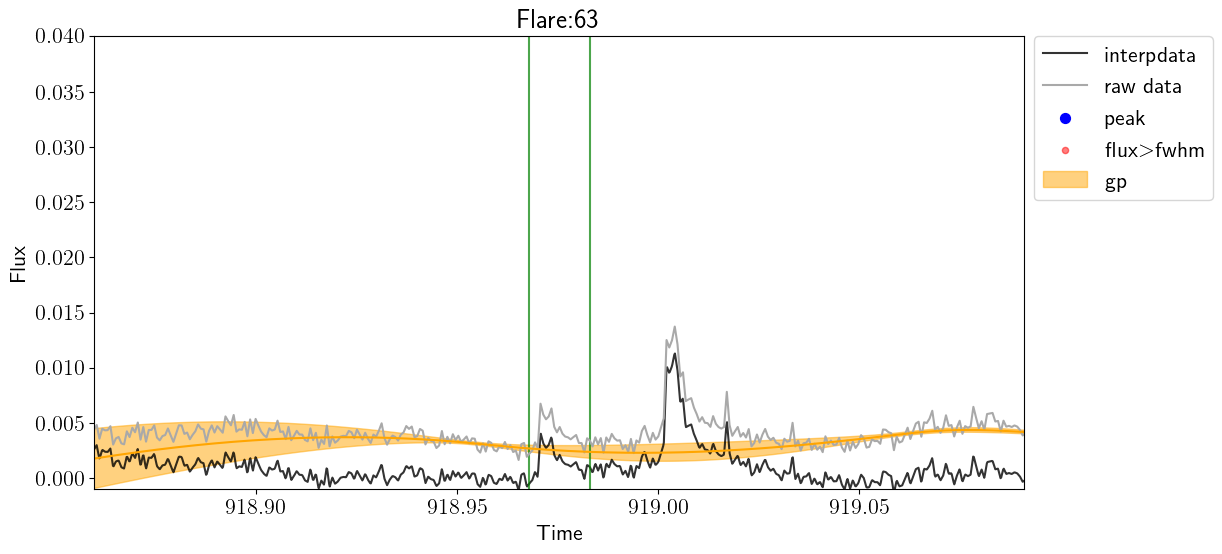 Flare:63
0.040
0.035
0.030
0.025
0.020
0.015
0.010
0.005
0.000
Flux
918.90 918.95 919.00 919.05
Time
interpdata
raw data
peak
flux>fwhm
gp